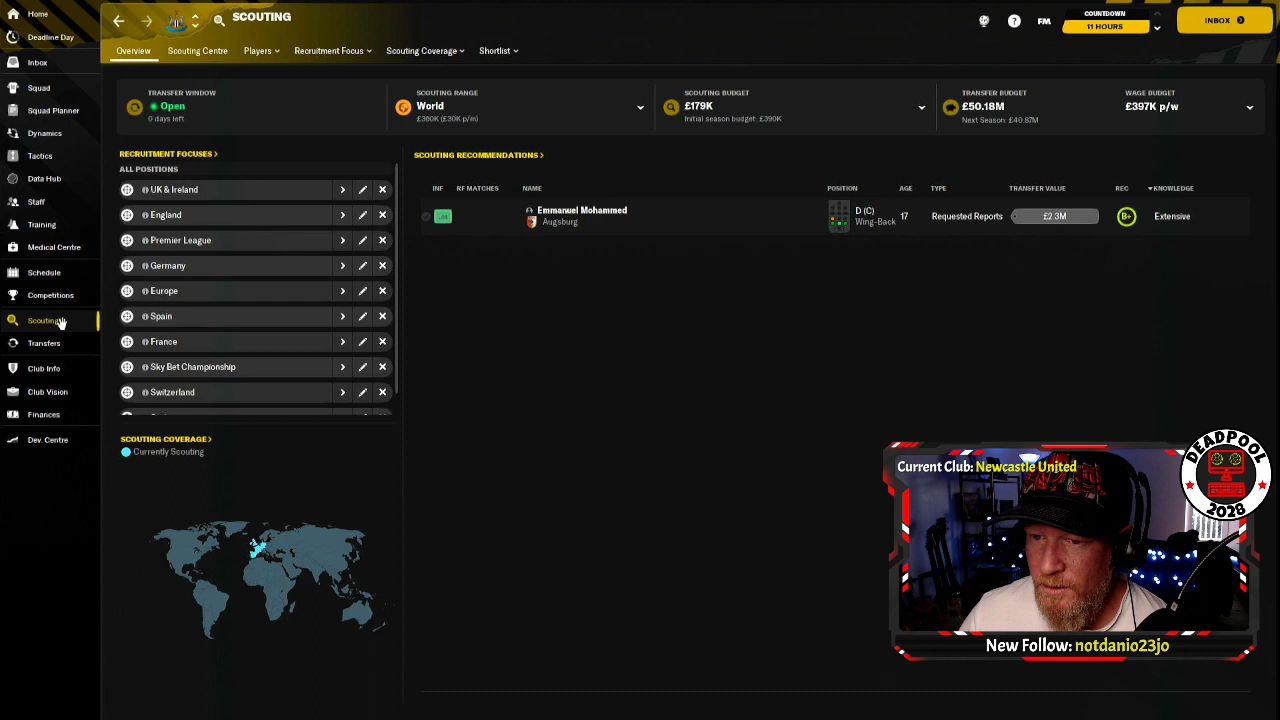 Home
Deadline Day
Inbox
Squad
Squad Planner
Dynamics
Tactics
Data Hub
Staff
Training
Medical Centre
Schedule
Competitions
Scouting
Transfers
Club Info
Club Vision
Finances
Dev. Centre
SCOUTING
FM
COUNTDOWN
11 HOURS
INBOX
Overview
Scouting Centre
Players
Recruitment Focus
Scouting Coverage
Shortlist
TRANSFER WINDOW
Open
0 days left
SCOUTING RANGE
World
£360K (£30K p/m)
SCOUTING BUDGET
£179K
Initial season budget: £390K
TRANSFER BUDGET
£50.18M
Next Season: £40.87M
WAGE BUDGET
£397K p/w
RECRUITMENT FOCUSES >
ALL POSITIONS
UK & Ireland
England
Premier League
Germany
Europe
Spain
France
Sky Bet Championship
Switzerland
SCOUTING COVERAGE >
Currently Scouting
SCOUTING RECOMMENDATIONS >
INF RF MATCHES NAME POSITION AGE TYPE TRANSFER VALUE REC KNOWLEDGE
Emmanuel Mohammed
Augsburg
D (C)
Wing-Back
17
Requested Reports
£2.3M
B+
Extensive
Current Club: Newcastle United
DEADPOOL
2028
New Follow: notdanio23jo